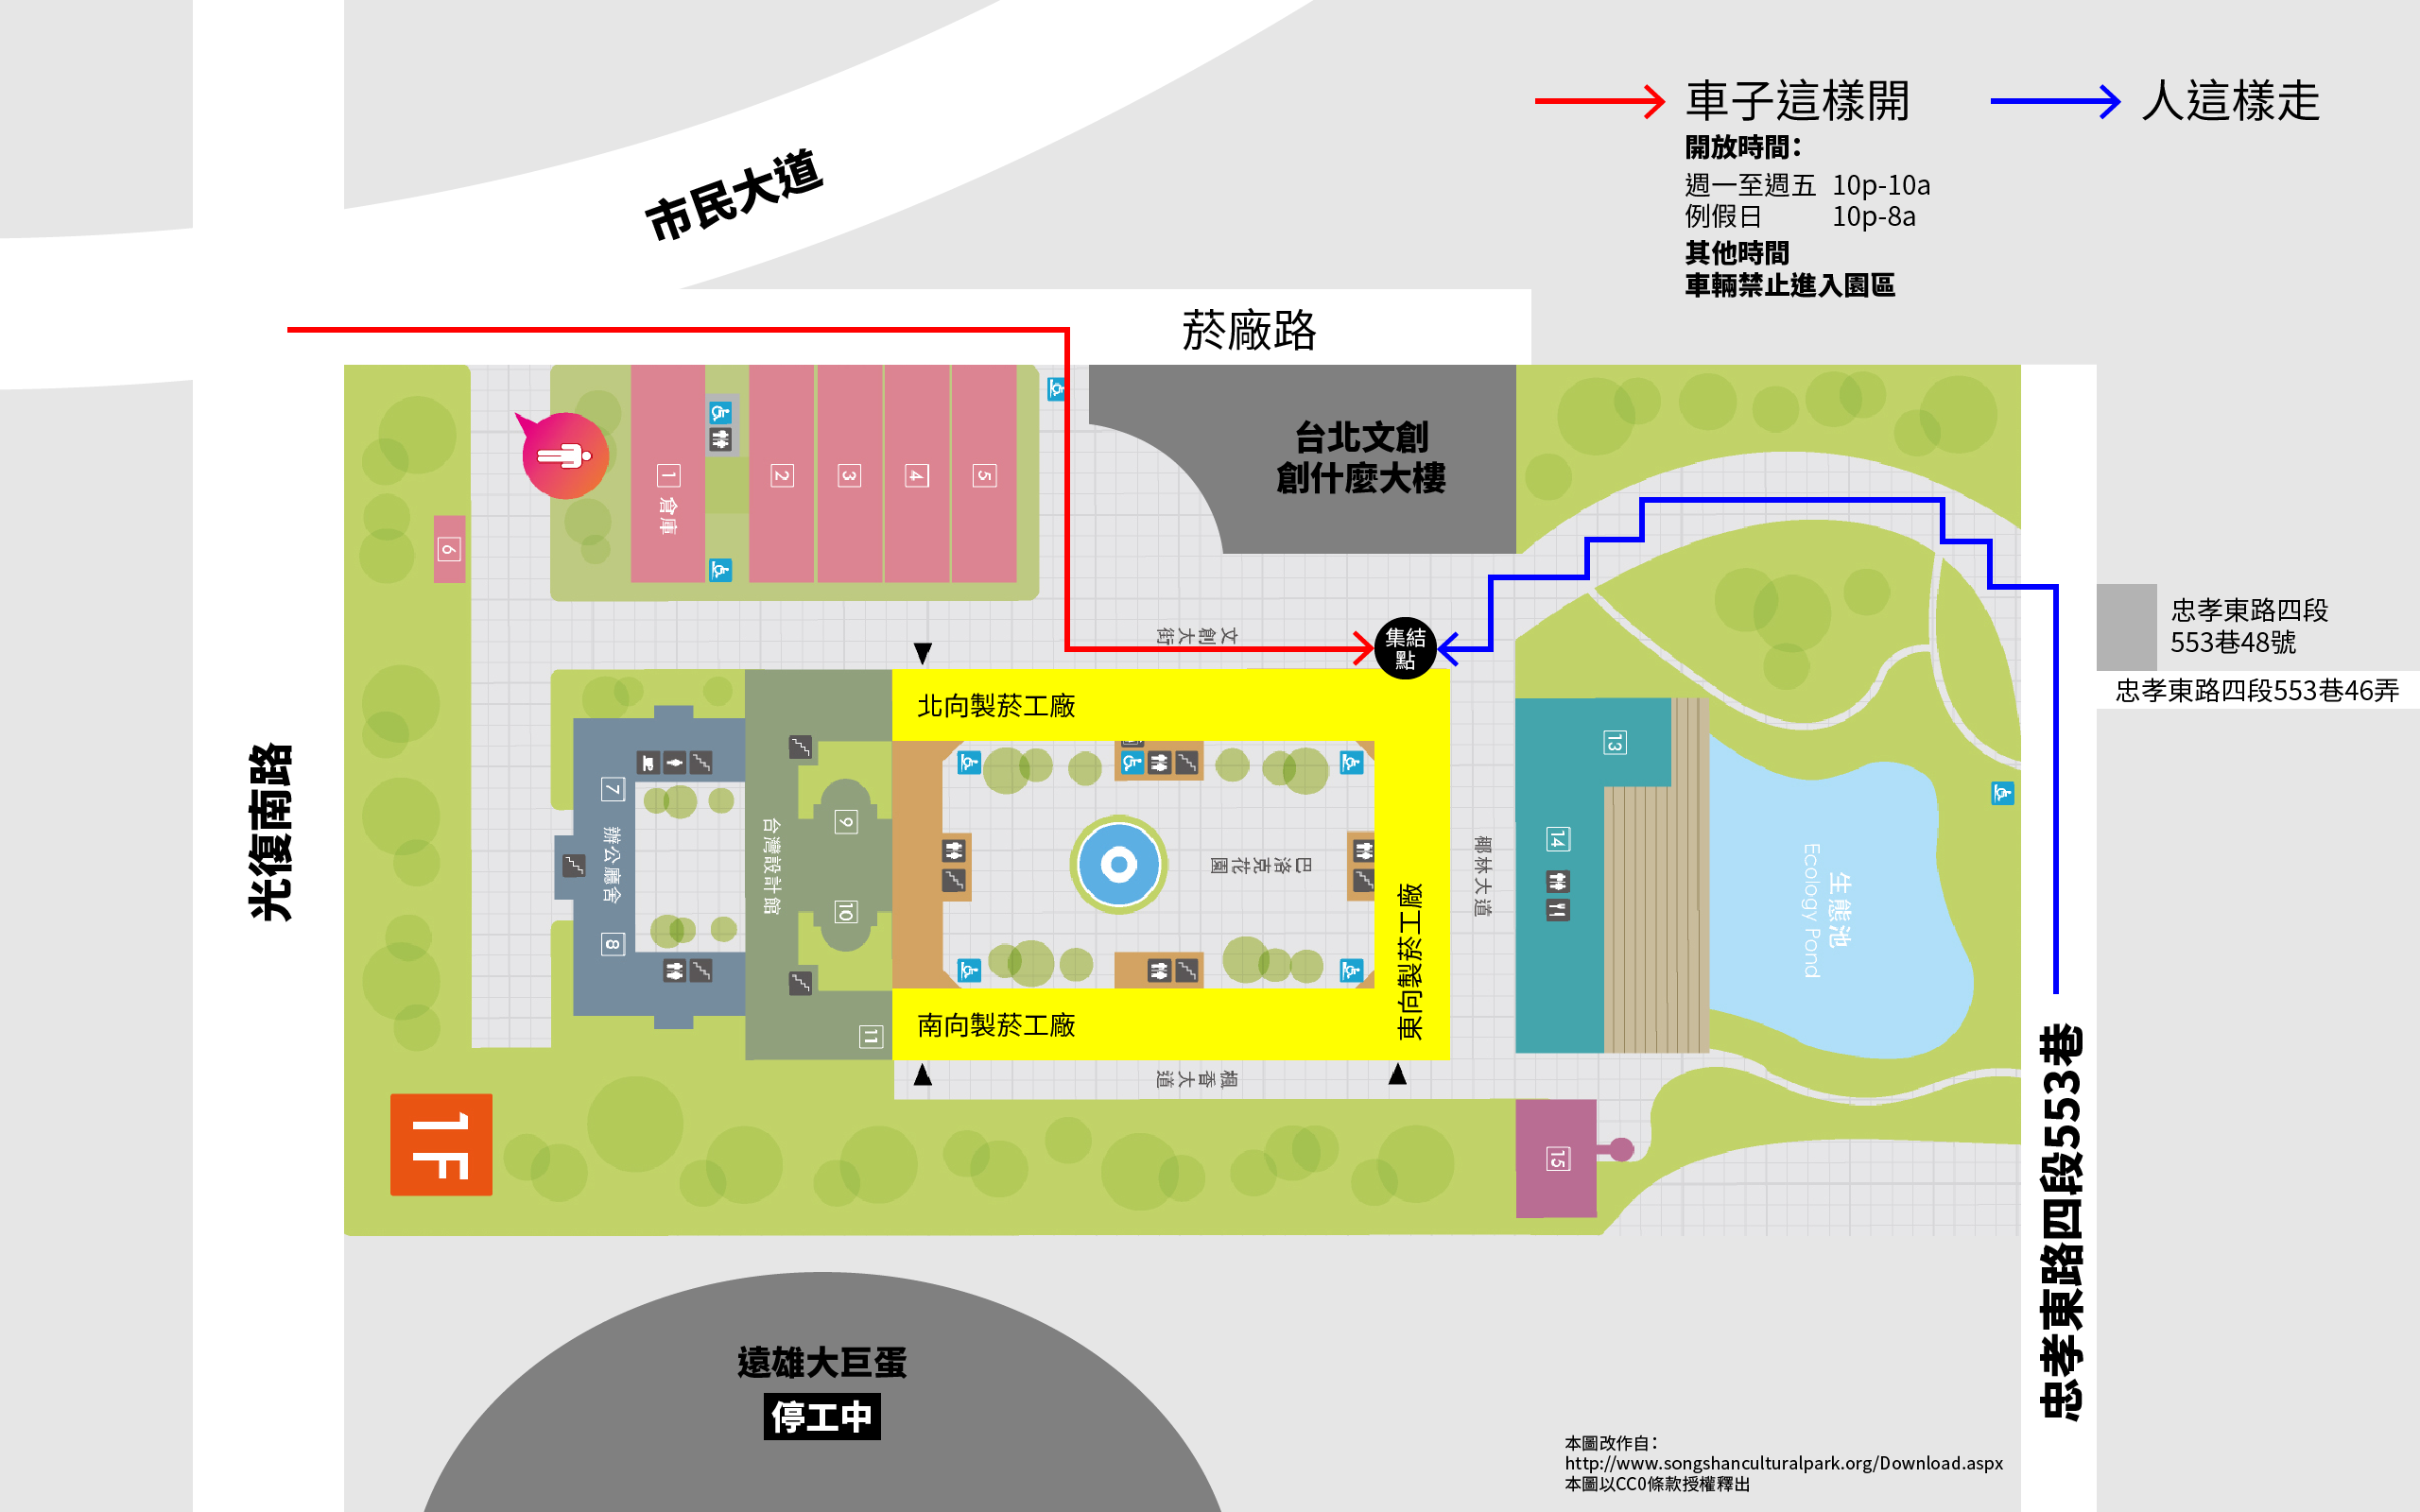 車子這樣開
人這樣走
開放時間：
週一至週五 10p-10a
例假日 10p-8a
其他時間
車輛禁止進入園區
市民大道
菸廠路
台北文創
創什麼大樓
1
倉庫
2
3
4
5
6
文創大街
集結
點
忠孝東路四段
553巷48號
忠孝東路四段553巷46弄
北向製菸工廠
光復南路
7
辦公廳舍
8
台灣設計館
9
10
11
巴洛克花園
東向製菸工廠
椰林大道
13
14
生態池
Ecology Pond
南向製菸工廠
楓香大道
15
1F
忠孝東路四段553巷
遠雄大巨蛋
停工中
本圖改作自：
http://www.songshanculturalpark.org/Download.aspx
本圖以CC0條款授權釋出